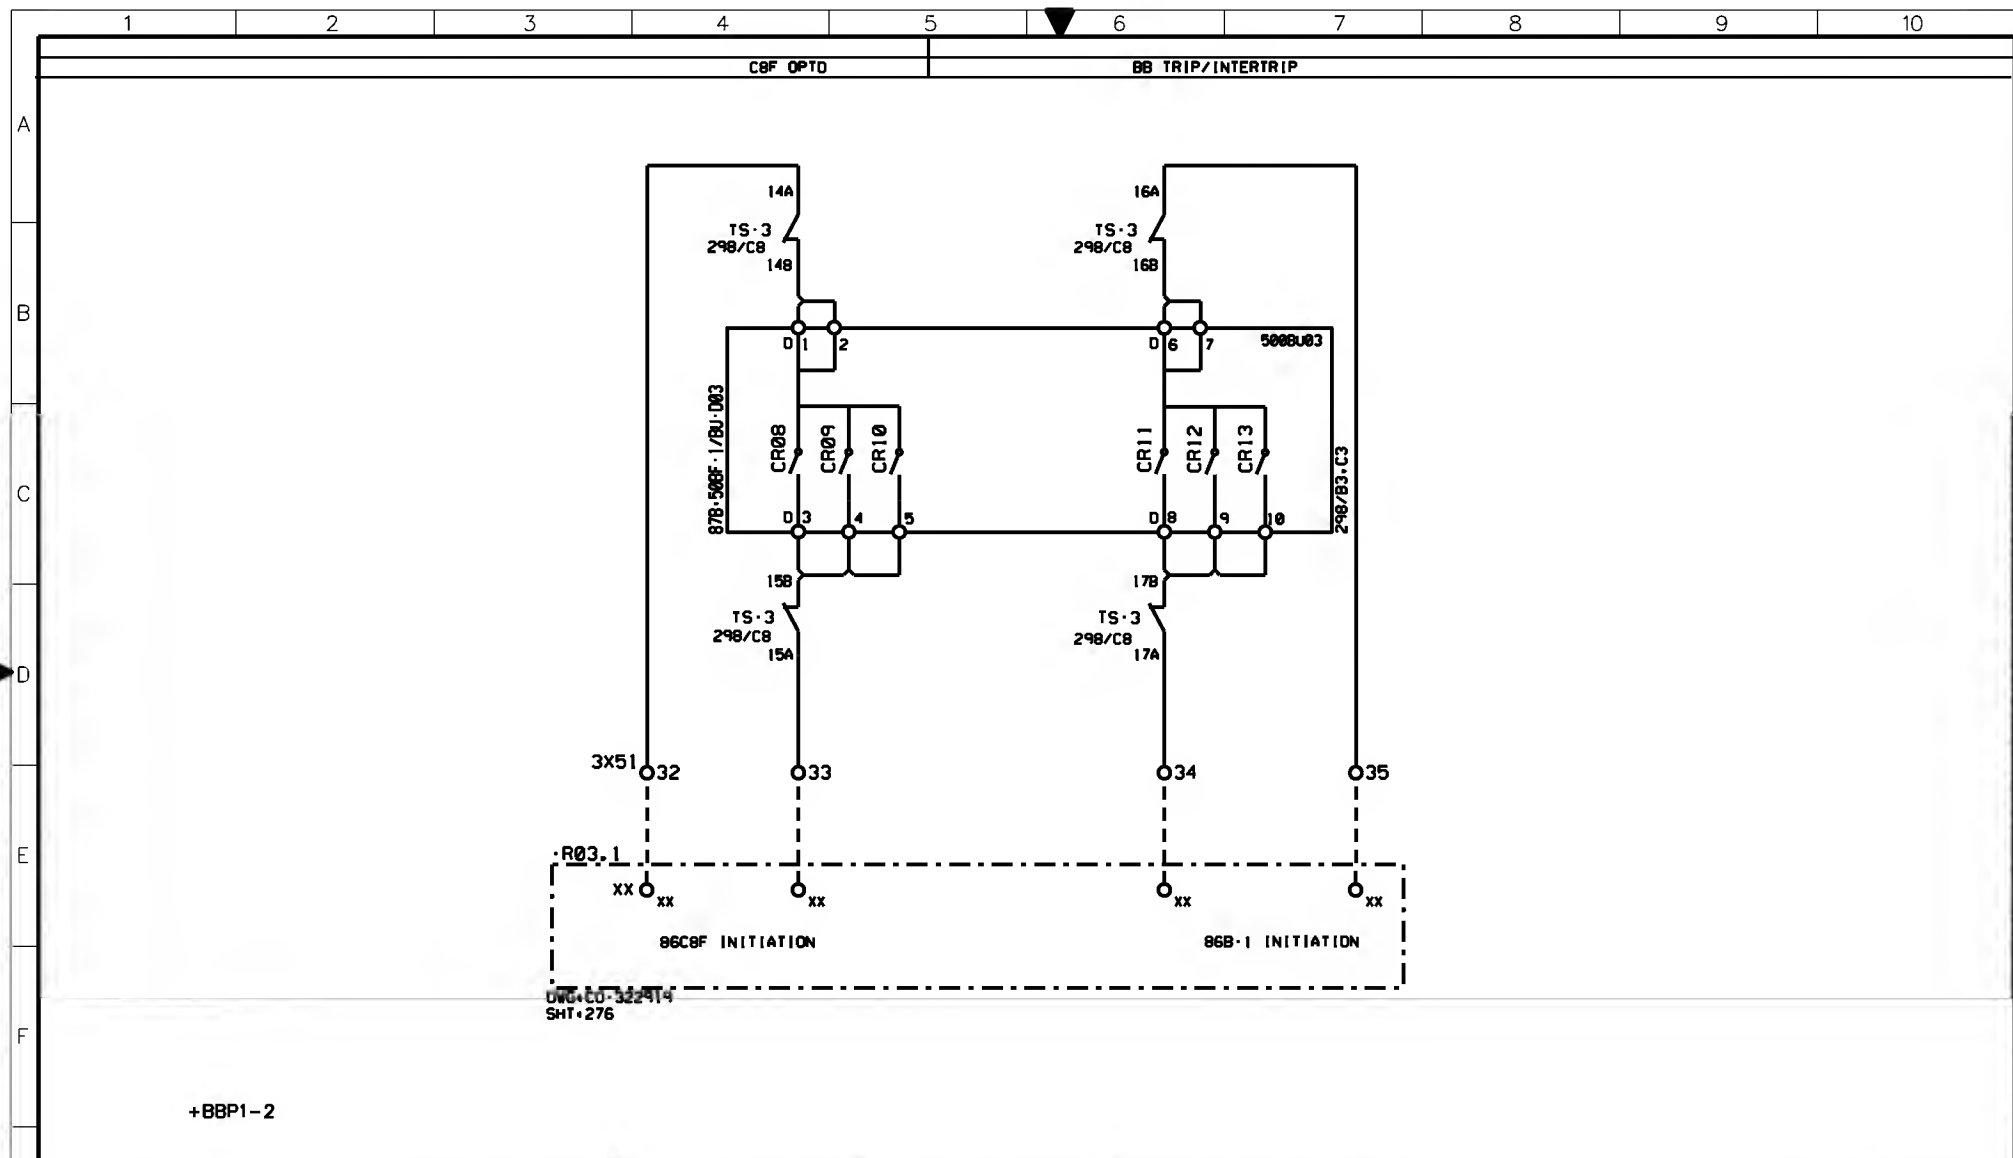 1 2 3 4 5 6 7 8 9 10
CBF OPTO
BB TRIP/INTERTRIP
A
14A
16A
TS-3
298/C8
TS-3
298/C8
14B
16B
B
D 1 2
D 6 7
500BU03
87B+50BF-1/BU-D03
CR08
CR09
CR10
CR11
CR12
CR13
298/B3,C3
C
D 3 4 5
D 8 9 10
15B
17B
TS-3
298/C8
TS-3
298/C8
15A
17A
D
3X51 32
33
34
35
E
-R03.1
XX XX
XX
XX
XX
86CBF INITIATION
86B-1 INITIATION
DWG:CO-322919
SHT:276
F
+BBP1-2